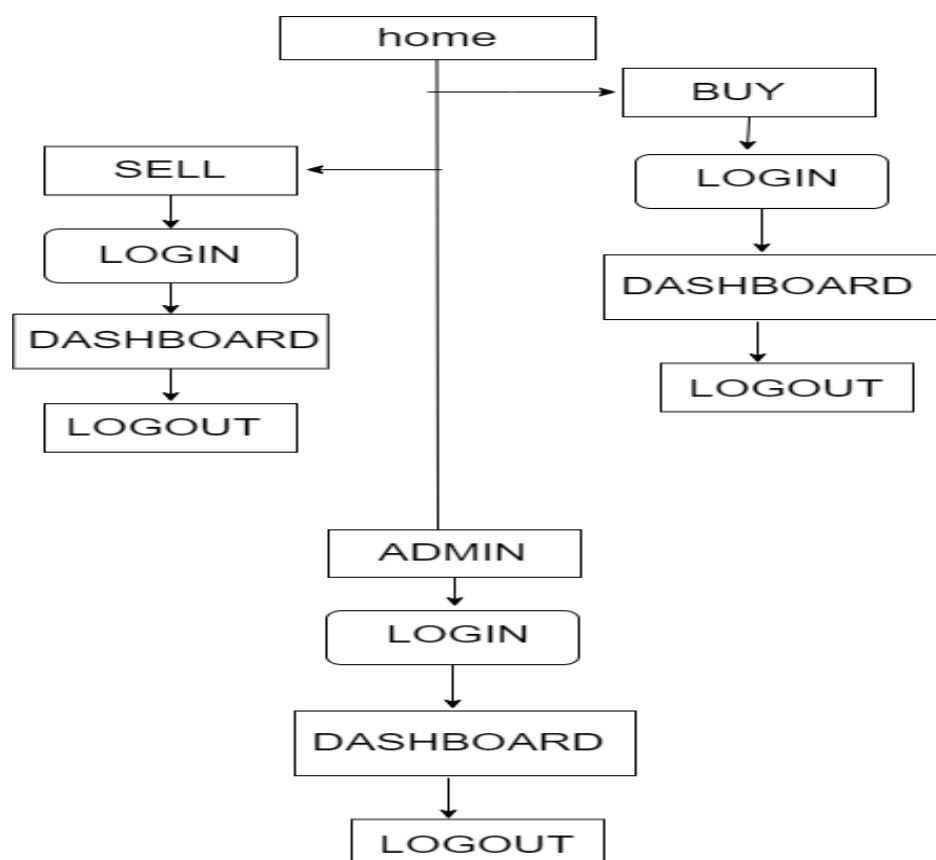 home
BUY
SELL
LOGIN
LOGIN
DASHBOARD
DASHBOARD
LOGOUT
LOGOUT
ADMIN
LOGIN
DASHBOARD
LOGOUT